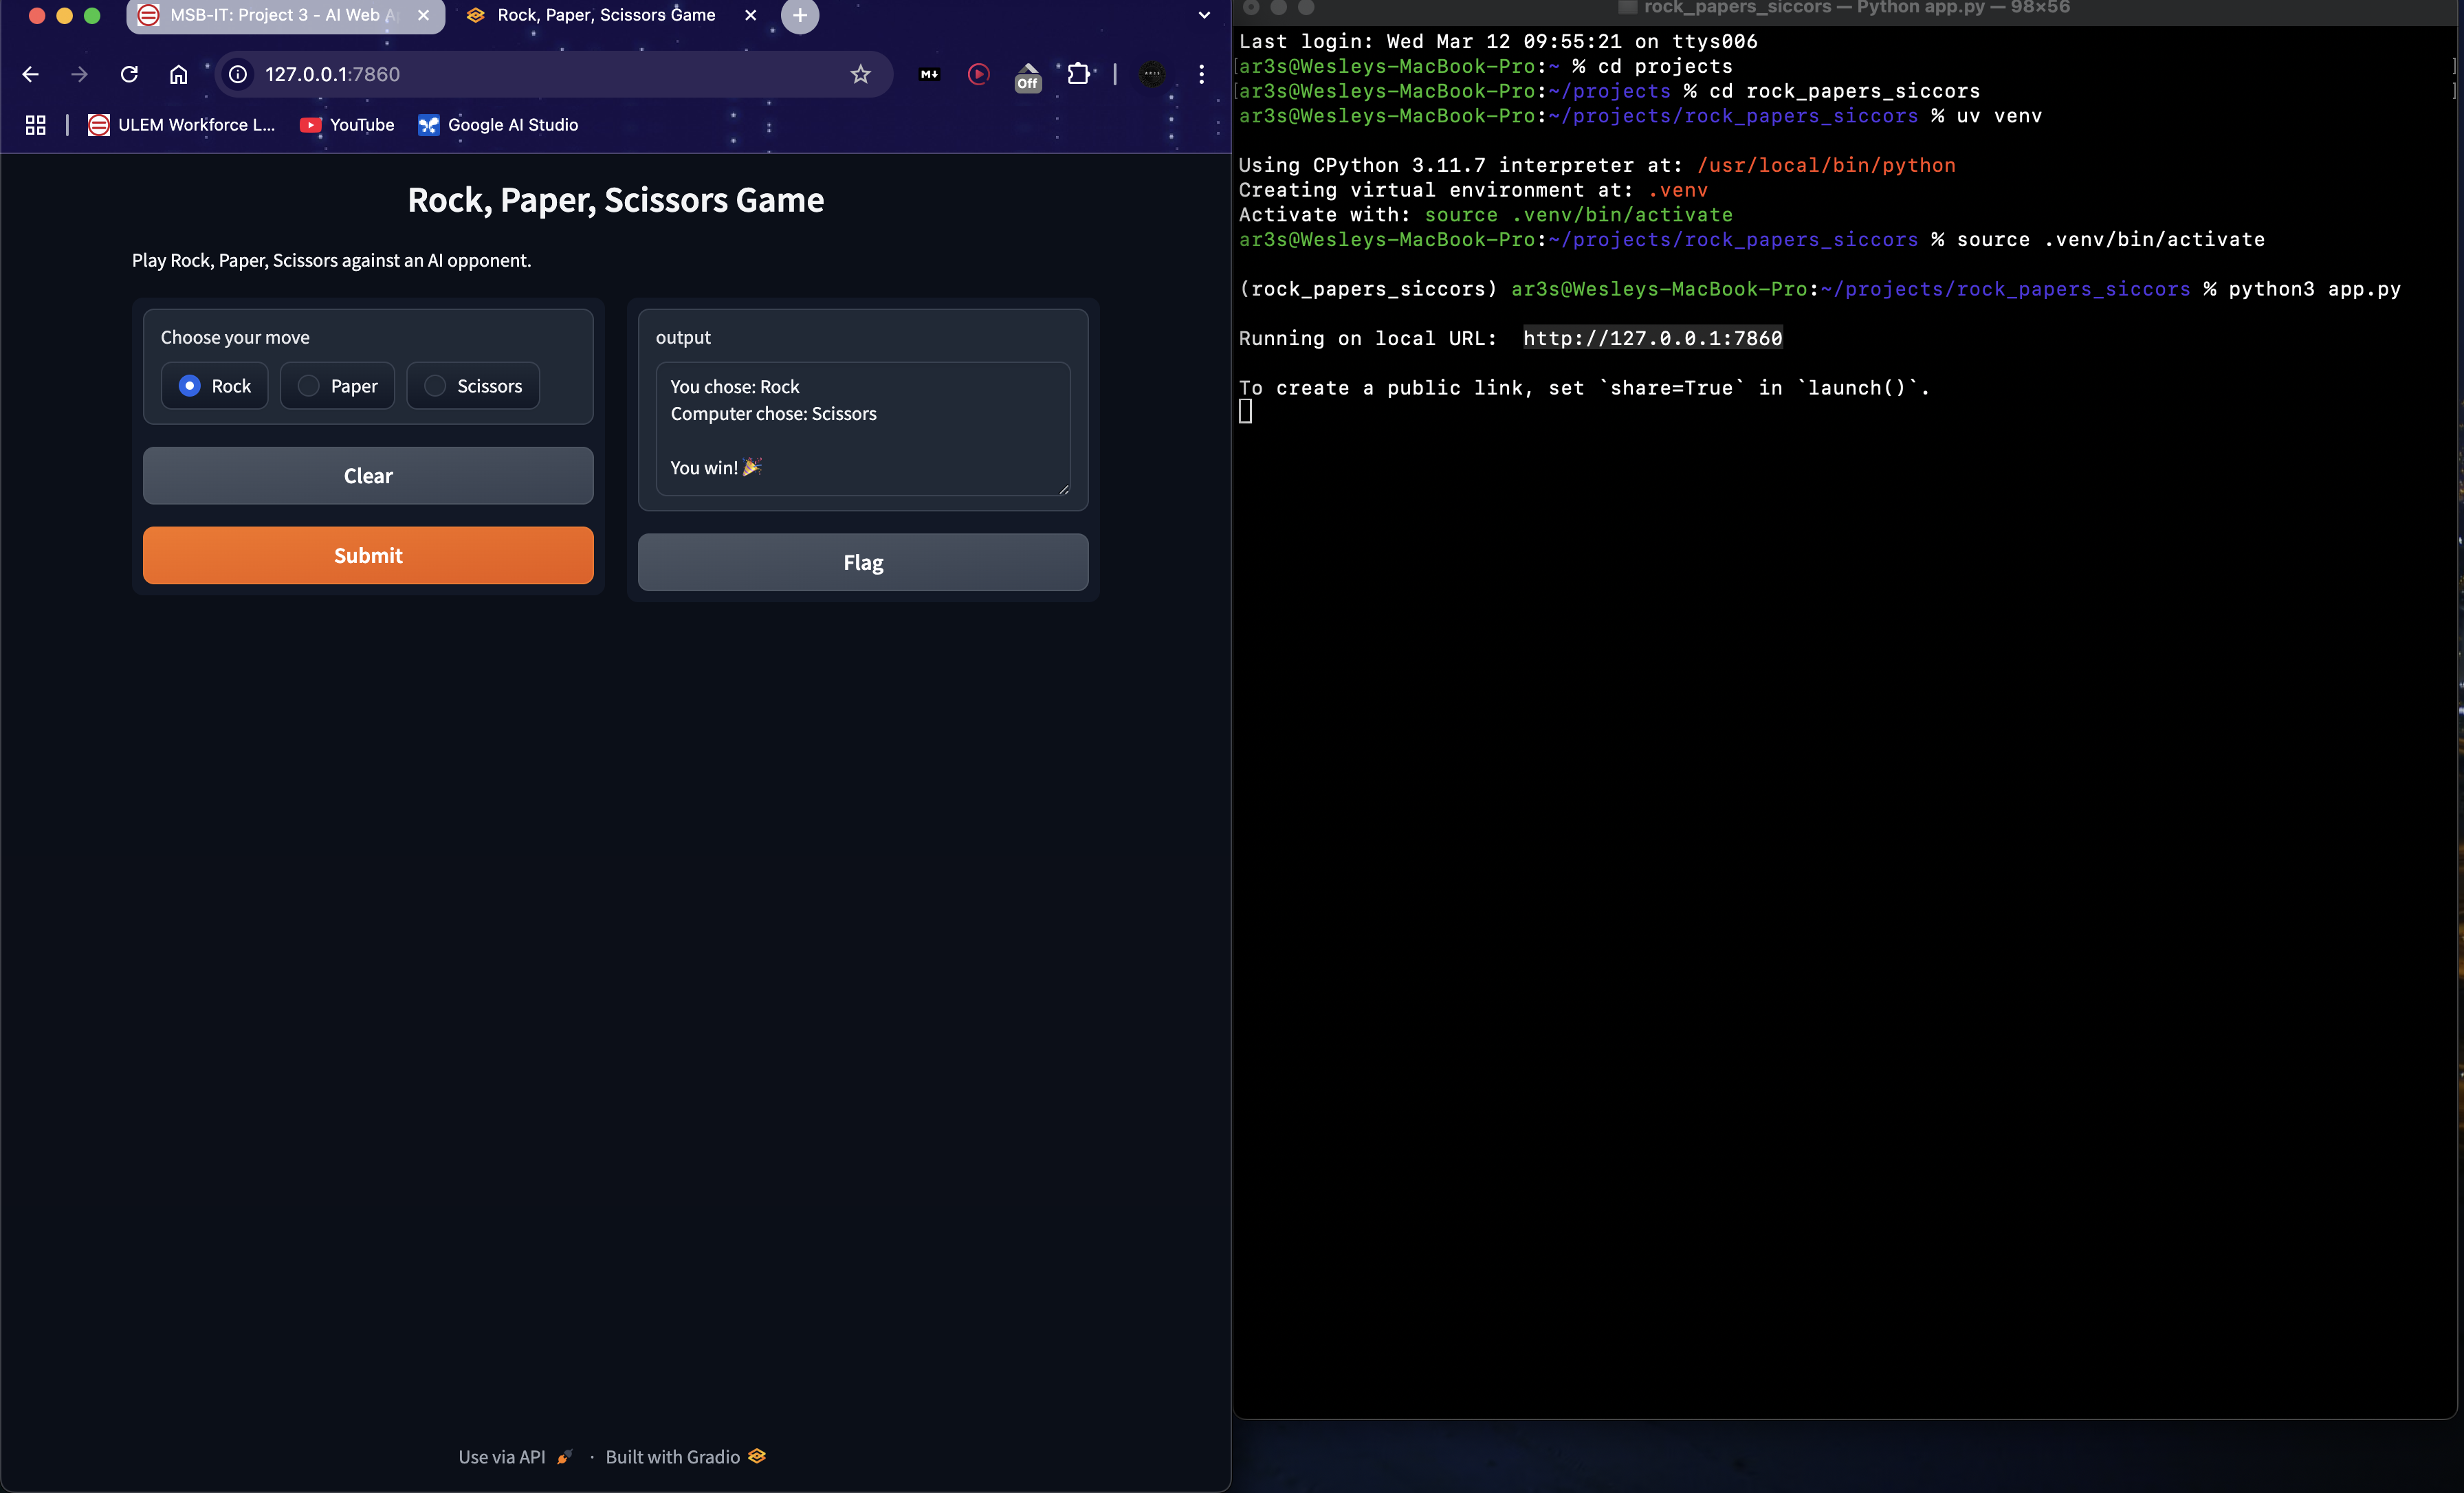 MSB-IT: Project 3 - AI Web A
Rock, Paper, Scissors Game
127.0.0.1:7860
M
Off
ULEM Workforce L...
YouTube
Google AI Studio
Rock, Paper, Scissors Game
Play Rock, Paper, Scissors against an AI opponent.
Choose your move
Rock
Paper
Scissors
Clear
Submit
output
You chose: Rock
Computer chose: Scissors
You win! 🎉
Flag
Use via API 🚀 · Built with Gradio
rock_papers_siccors — Python app.py — 98×56
Last login: Wed Mar 12 09:55:21 on ttys006
[ar3s@Wesleys-MacBook-Pro:~ % cd projects ]
[ar3s@Wesleys-MacBook-Pro:~/projects % cd rock_papers_siccors ]
ar3s@Wesleys-MacBook-Pro:~/projects/rock_papers_siccors % uv venv
Using CPython 3.11.7 interpreter at: /usr/local/bin/python
Creating virtual environment at: .venv
Activate with: source .venv/bin/activate
ar3s@Wesleys-MacBook-Pro:~/projects/rock_papers_siccors % source .venv/bin/activate
(rock_papers_siccors) ar3s@Wesleys-MacBook-Pro:~/projects/rock_papers_siccors % python3 app.py
Running on local URL:  http://127.0.0.1:7860
To create a public link, set `share=True` in `launch()`.